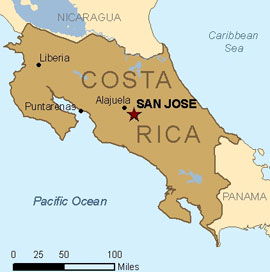 NICARAGUA
Caribbean
Sea
Liberia
COSTA
Puntarenas
Alajuela
SAN JOSE
RICA
PANAMA
Pacific Ocean
0 25 50 100
Miles